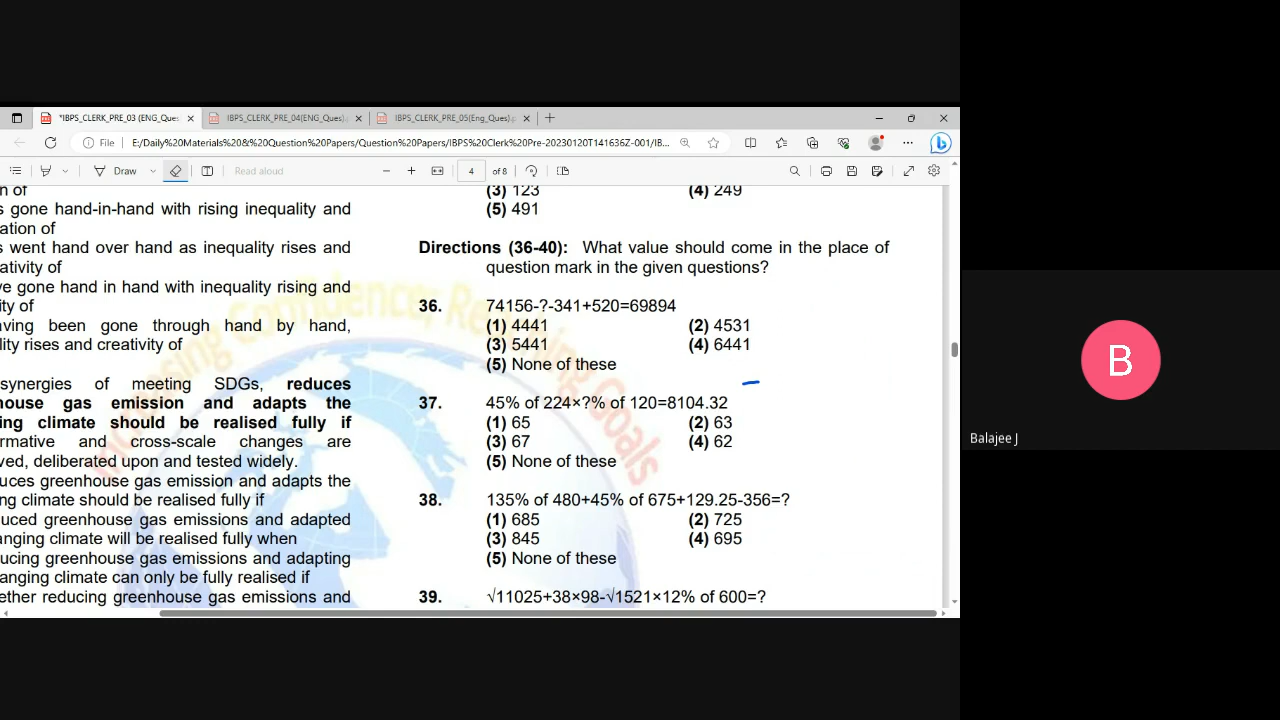 *IBPS_CLERK_PRE_03 (ENG_Ques
IBPS_CLERK_PRE_04(ENG_Ques).p
IBPS_CLERK_PRE_05(Eng_Ques).p
File
E:/Daily%20Materials%20&%20Question%20Papers/Question%20Papers/IBPS%20Clerk%20Pre-20230120T141636Z-001/IB...
Draw
Read aloud
4 of 8
n of
s gone hand-in-hand with rising inequality and
ation of
s went hand over hand as inequality rises and
ativity of
ve gone hand in hand with inequality rising and
ity of
aving been gone through hand by hand,
lity rises and creativity of
synergies of meeting SDGs, reduces
house gas emission and adapts the
ing climate should be realised fully if
rmative and cross-scale changes are
ved, deliberated upon and tested widely.
uces greenhouse gas emission and adapts the
ng climate should be realised fully if
uced greenhouse gas emissions and adapted
anging climate will be realised fully when
ucing greenhouse gas emissions and adapting
anging climate can only be fully realised if
ether reducing greenhouse gas emissions and
(3) 123 (4) 249
(5) 491
Directions (36-40): What value should come in the place of
question mark in the given questions?
36. 74156-?-341+520=69894
(1) 4441 (2) 4531
(3) 5441 (4) 6441
(5) None of these
37. 45% of 224×?% of 120=8104.32
(1) 65 (2) 63
(3) 67 (4) 62
(5) None of these
38. 135% of 480+45% of 675+129.25-356=?
(1) 685 (2) 725
(3) 845 (4) 695
(5) None of these
39. √11025+38×98-√1521×12% of 600=?
Increasing Confidence, Reaching Goals
B
Balajee J